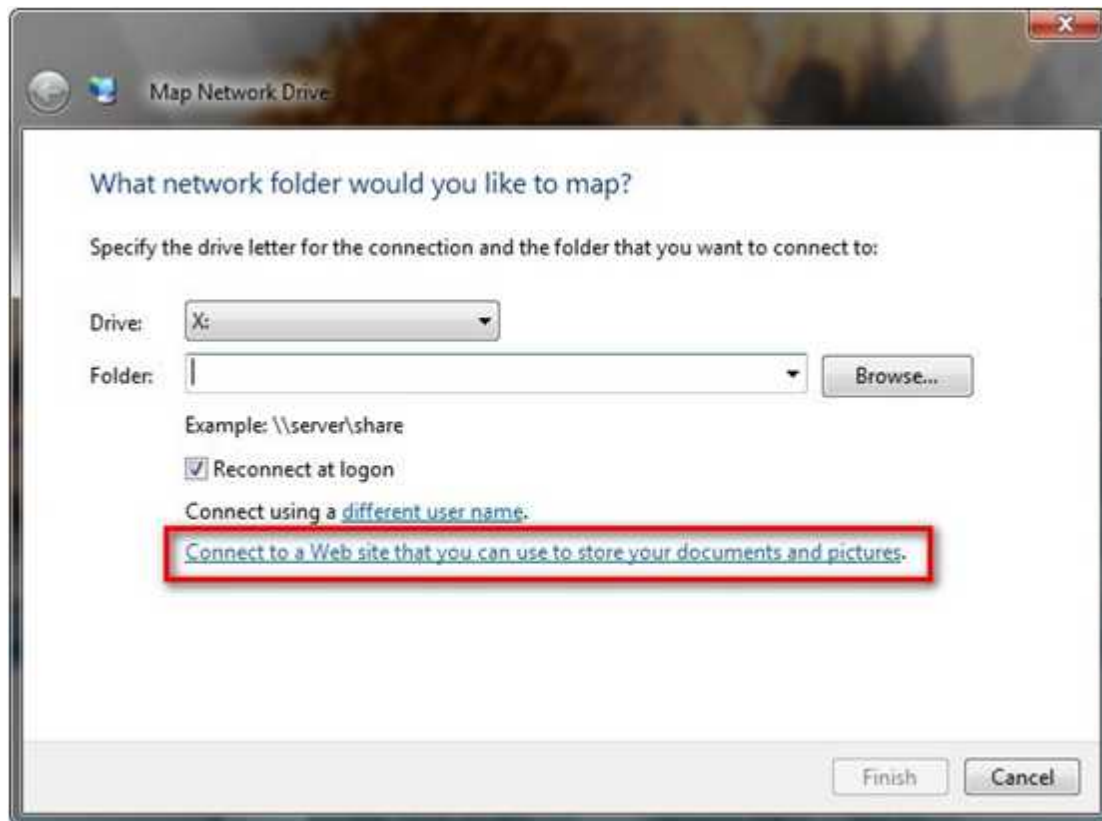 Map Network Drive
What network folder would you like to map?
Specify the drive letter for the connection and the folder that you want to connect to:
Drive: X:
Folder: Browse...
Example: \\server\share
Reconnect at logon
Connect using a different user name.
Connect to a Web site that you can use to store your documents and pictures.
Finish Cancel